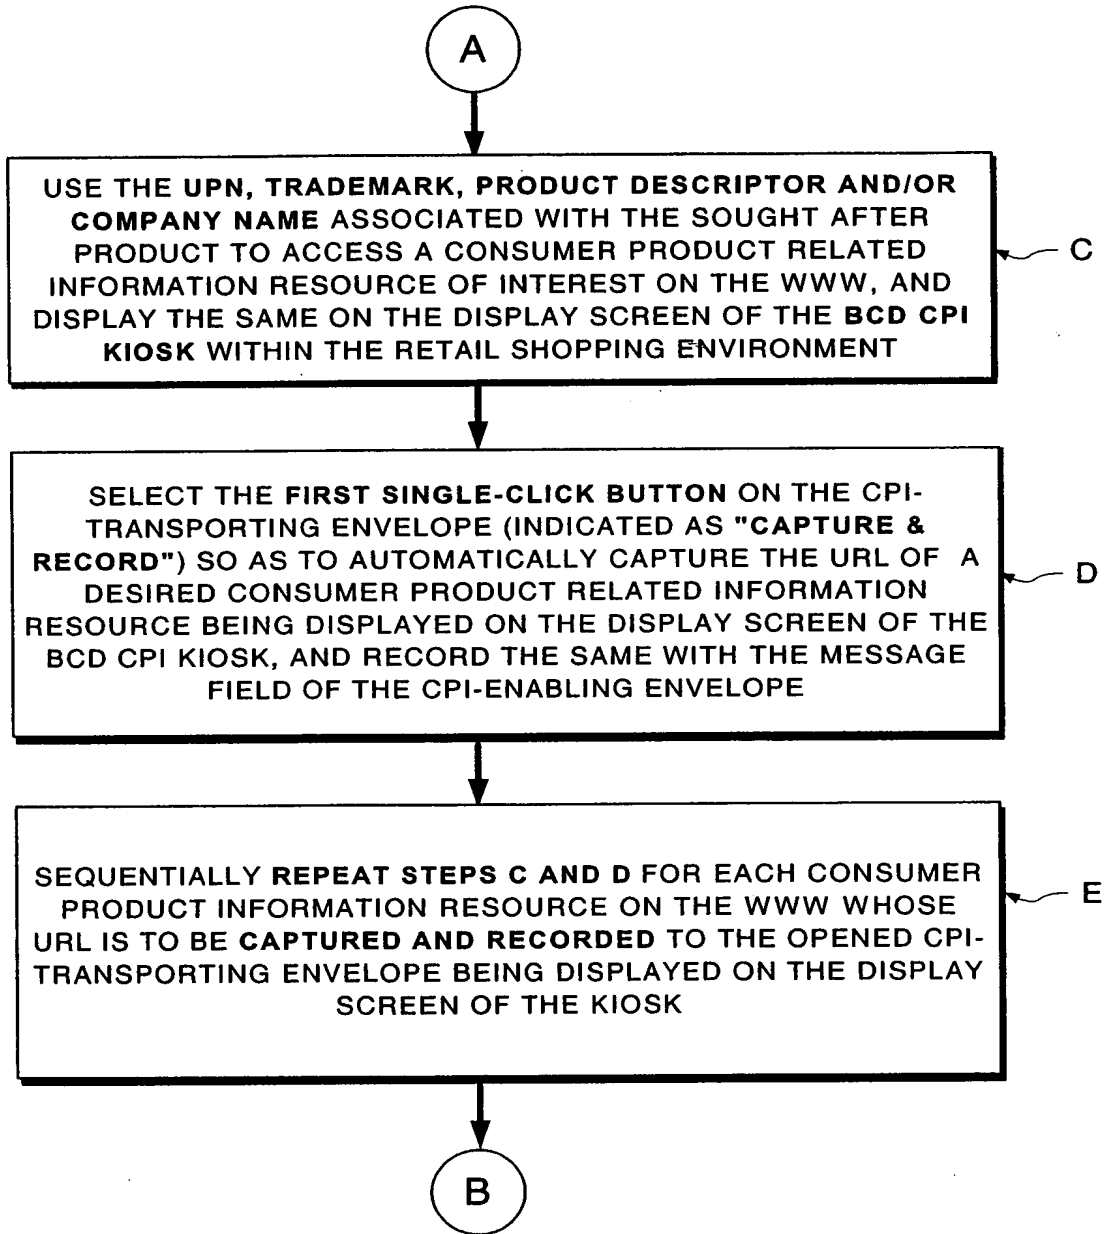 A
USE THE UPN, TRADEMARK, PRODUCT DESCRIPTOR AND/OR
COMPANY NAME ASSOCIATED WITH THE SOUGHT AFTER
PRODUCT TO ACCESS A CONSUMER PRODUCT RELATED
INFORMATION RESOURCE OF INTEREST ON THE WWW, AND
DISPLAY THE SAME ON THE DISPLAY SCREEN OF THE BCD CPI
KIOSK WITHIN THE RETAIL SHOPPING ENVIRONMENT
C
SELECT THE FIRST SINGLE-CLICK BUTTON ON THE CPI-
TRANSPORTING ENVELOPE (INDICATED AS "CAPTURE &
RECORD") SO AS TO AUTOMATICALLY CAPTURE THE URL OF A
DESIRED CONSUMER PRODUCT RELATED INFORMATION
RESOURCE BEING DISPLAYED ON THE DISPLAY SCREEN OF THE
BCD CPI KIOSK, AND RECORD THE SAME WITH THE MESSAGE
FIELD OF THE CPI-ENABLING ENVELOPE
D
SEQUENTIALLY REPEAT STEPS C AND D FOR EACH CONSUMER
PRODUCT INFORMATION RESOURCE ON THE WWW WHOSE
URL IS TO BE CAPTURED AND RECORDED TO THE OPENED CPI-
TRANSPORTING ENVELOPE BEING DISPLAYED ON THE DISPLAY
SCREEN OF THE KIOSK
E
B